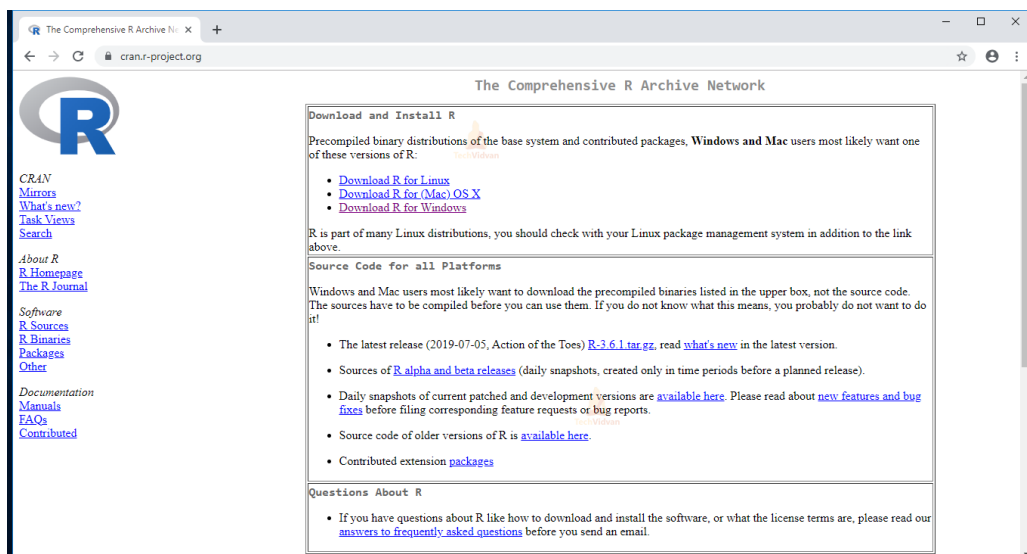 The Comprehensive R Archive Ne
cran.r-project.org
R
CRAN
Mirrors
What's new?
Task Views
Search
About R
R Homepage
The R Journal
Software
R Sources
R Binaries
Packages
Other
Documentation
Manuals
FAQs
Contributed
The Comprehensive R Archive Network
Download and Install R
Precompiled binary distributions of the base system and contributed packages, Windows and Mac users most likely want one
of these versions of R:
TechVidvan
• Download R for Linux
• Download R for (Mac) OS X
• Download R for Windows
R is part of many Linux distributions, you should check with your Linux package management system in addition to the link
above.
Source Code for all Platforms
Windows and Mac users most likely want to download the precompiled binaries listed in the upper box, not the source code.
The sources have to be compiled before you can use them. If you do not know what this means, you probably do not want to do
it!
• The latest release (2019-07-05, Action of the Toes) R-3.6.1.tar.gz, read what's new in the latest version.
• Sources of R alpha and beta releases (daily snapshots, created only in time periods before a planned release).
• Daily snapshots of current patched and development versions are available here. Please read about new features and bug
fixes before filing corresponding feature requests or bug reports.
TechVidvan
• Source code of older versions of R is available here.
• Contributed extension packages
Questions About R
• If you have questions about R like how to download and install the software, or what the license terms are, please read our
answers to frequently asked questions before you send an email.